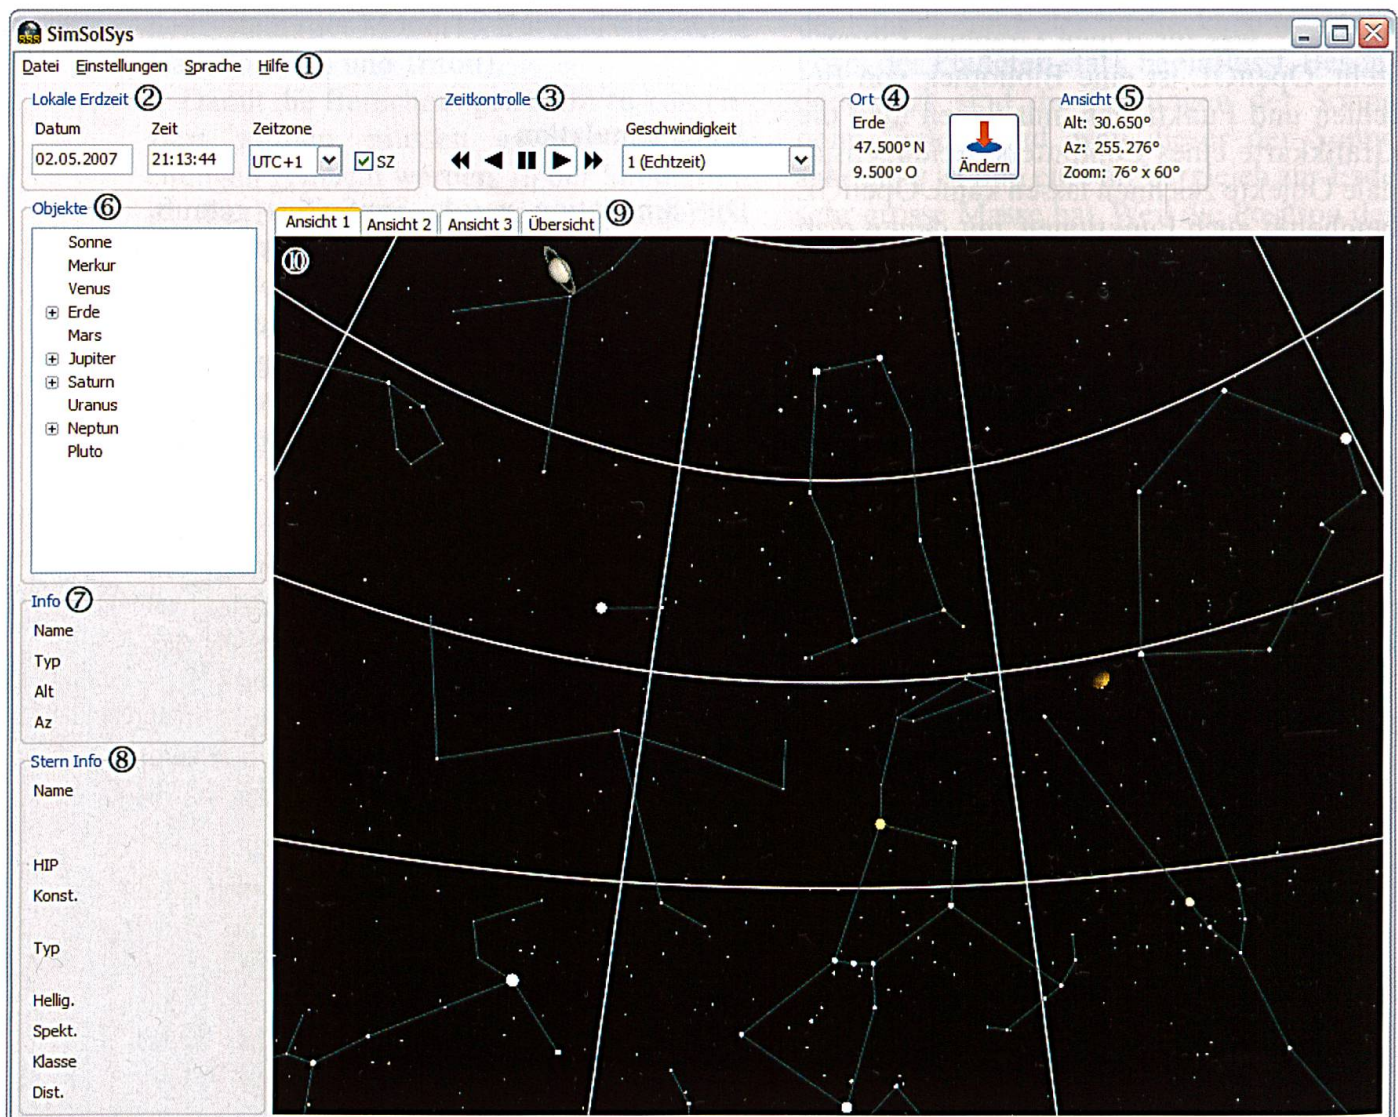 SimSolSys
Datei Einstellungen Sprache Hilfe ①
Lokale Erdzeit ②
Datum Zeit Zeitzone
02.05.2007 21:13:44 UTC+1 SZ
Zeitkontrolle ③
Geschwindigkeit
1 (Echtzeit)
Ort ④
Erde
47.500° N
9.500° O
Ändern
Ansicht ⑤
Alt: 30.650°
Az: 255.276°
Zoom: 76° x 60°
Objekte ⑥
Sonne
Merkur
Venus
Erde
Mars
Jupiter
Saturn
Uranus
Neptun
Pluto
Info ⑦
Name
Typ
Alt
Az
Stern Info ⑧
Name
HIP
Konst.
Typ
Hellig.
Spekt.
Klasse
Dist.
Ansicht 1 Ansicht 2 Ansicht 3 Übersicht ⑨
⑩